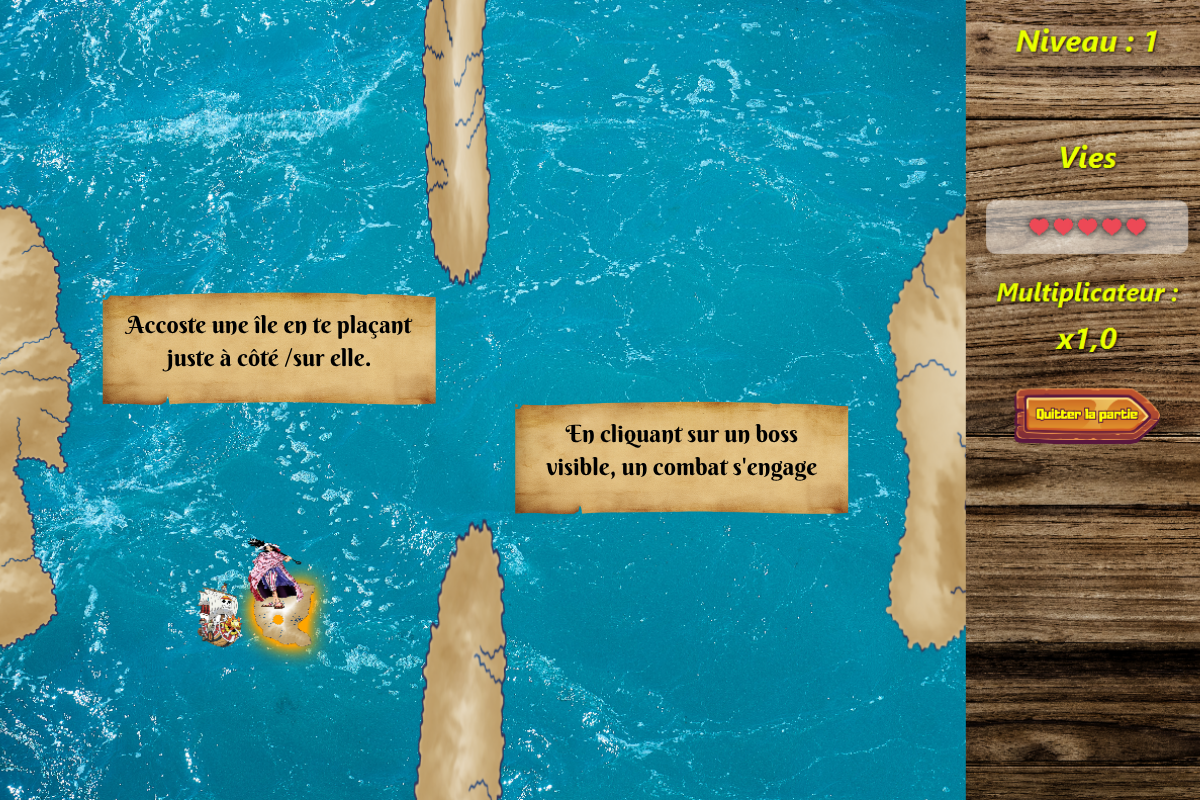 Niveau : 1
Vies
Multiplicateur :
x1,0
Quitter la partie
Accoste une île en te plaçant
juste à côté /sur elle.
En cliquant sur un boss
visible, un combat s'engage